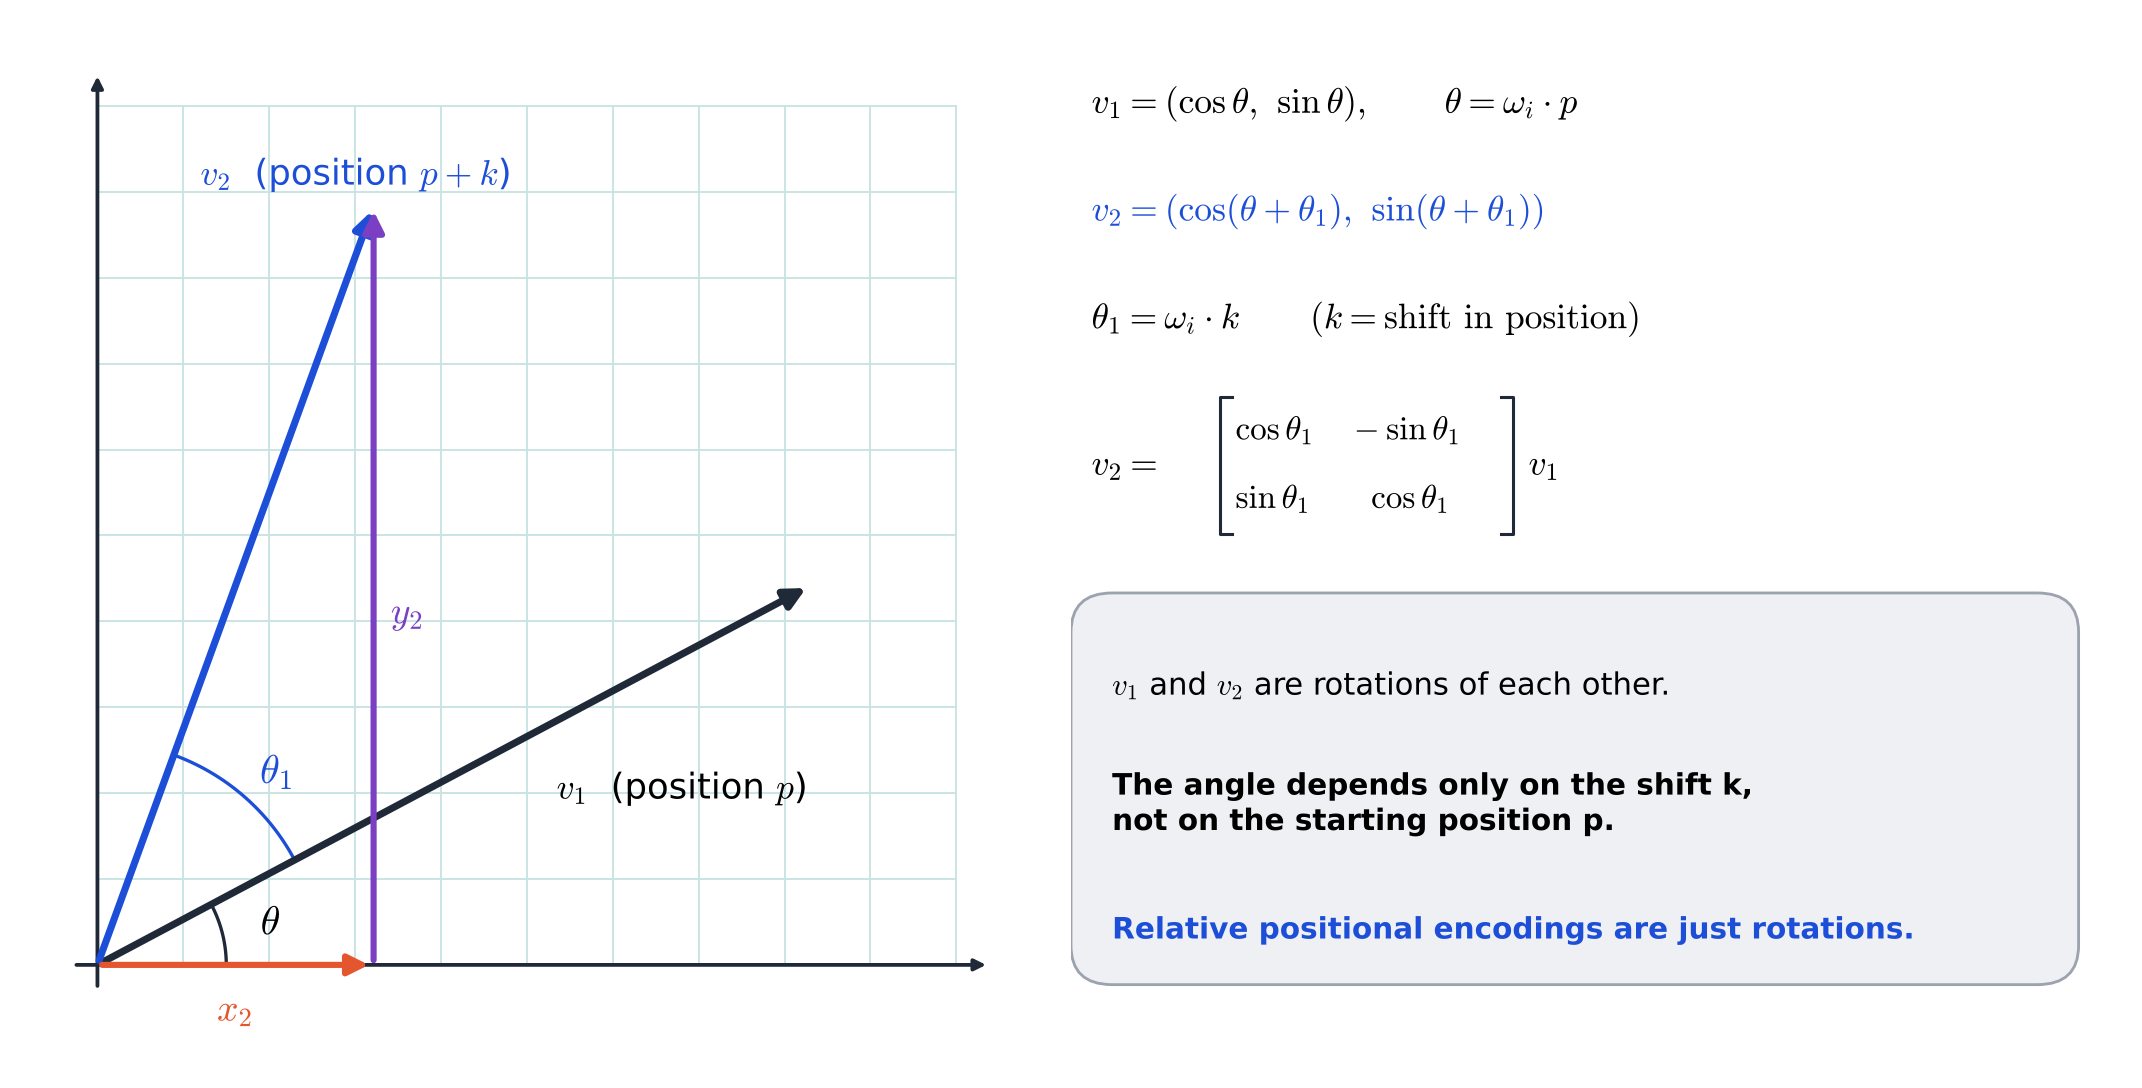 v₂ (position p + k)
y₂
θ₁
v₁ (position p)
θ
x₂
v₁ = (cos θ, sin θ), θ = ωᵢ · p
v₂ = (cos(θ + θ₁), sin(θ + θ₁))
θ₁ = ωᵢ · k (k = shift in position)
cos θ₁ − sin θ₁
v₂ = v₁
sin θ₁ cos θ₁
v₁ and v₂ are rotations of each other.
The angle depends only on the shift k,
not on the starting position p.
Relative positional encodings are just rotations.